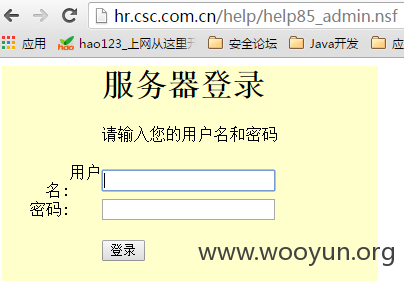 hr.csc.com.cn/help/help85_admin.nsf
应用
hao123_上网从这里开
安全论坛
Java开发
服务器登录
请输入您的用户名和密码
用户
名:
密码:
登录
www.wooyun.org